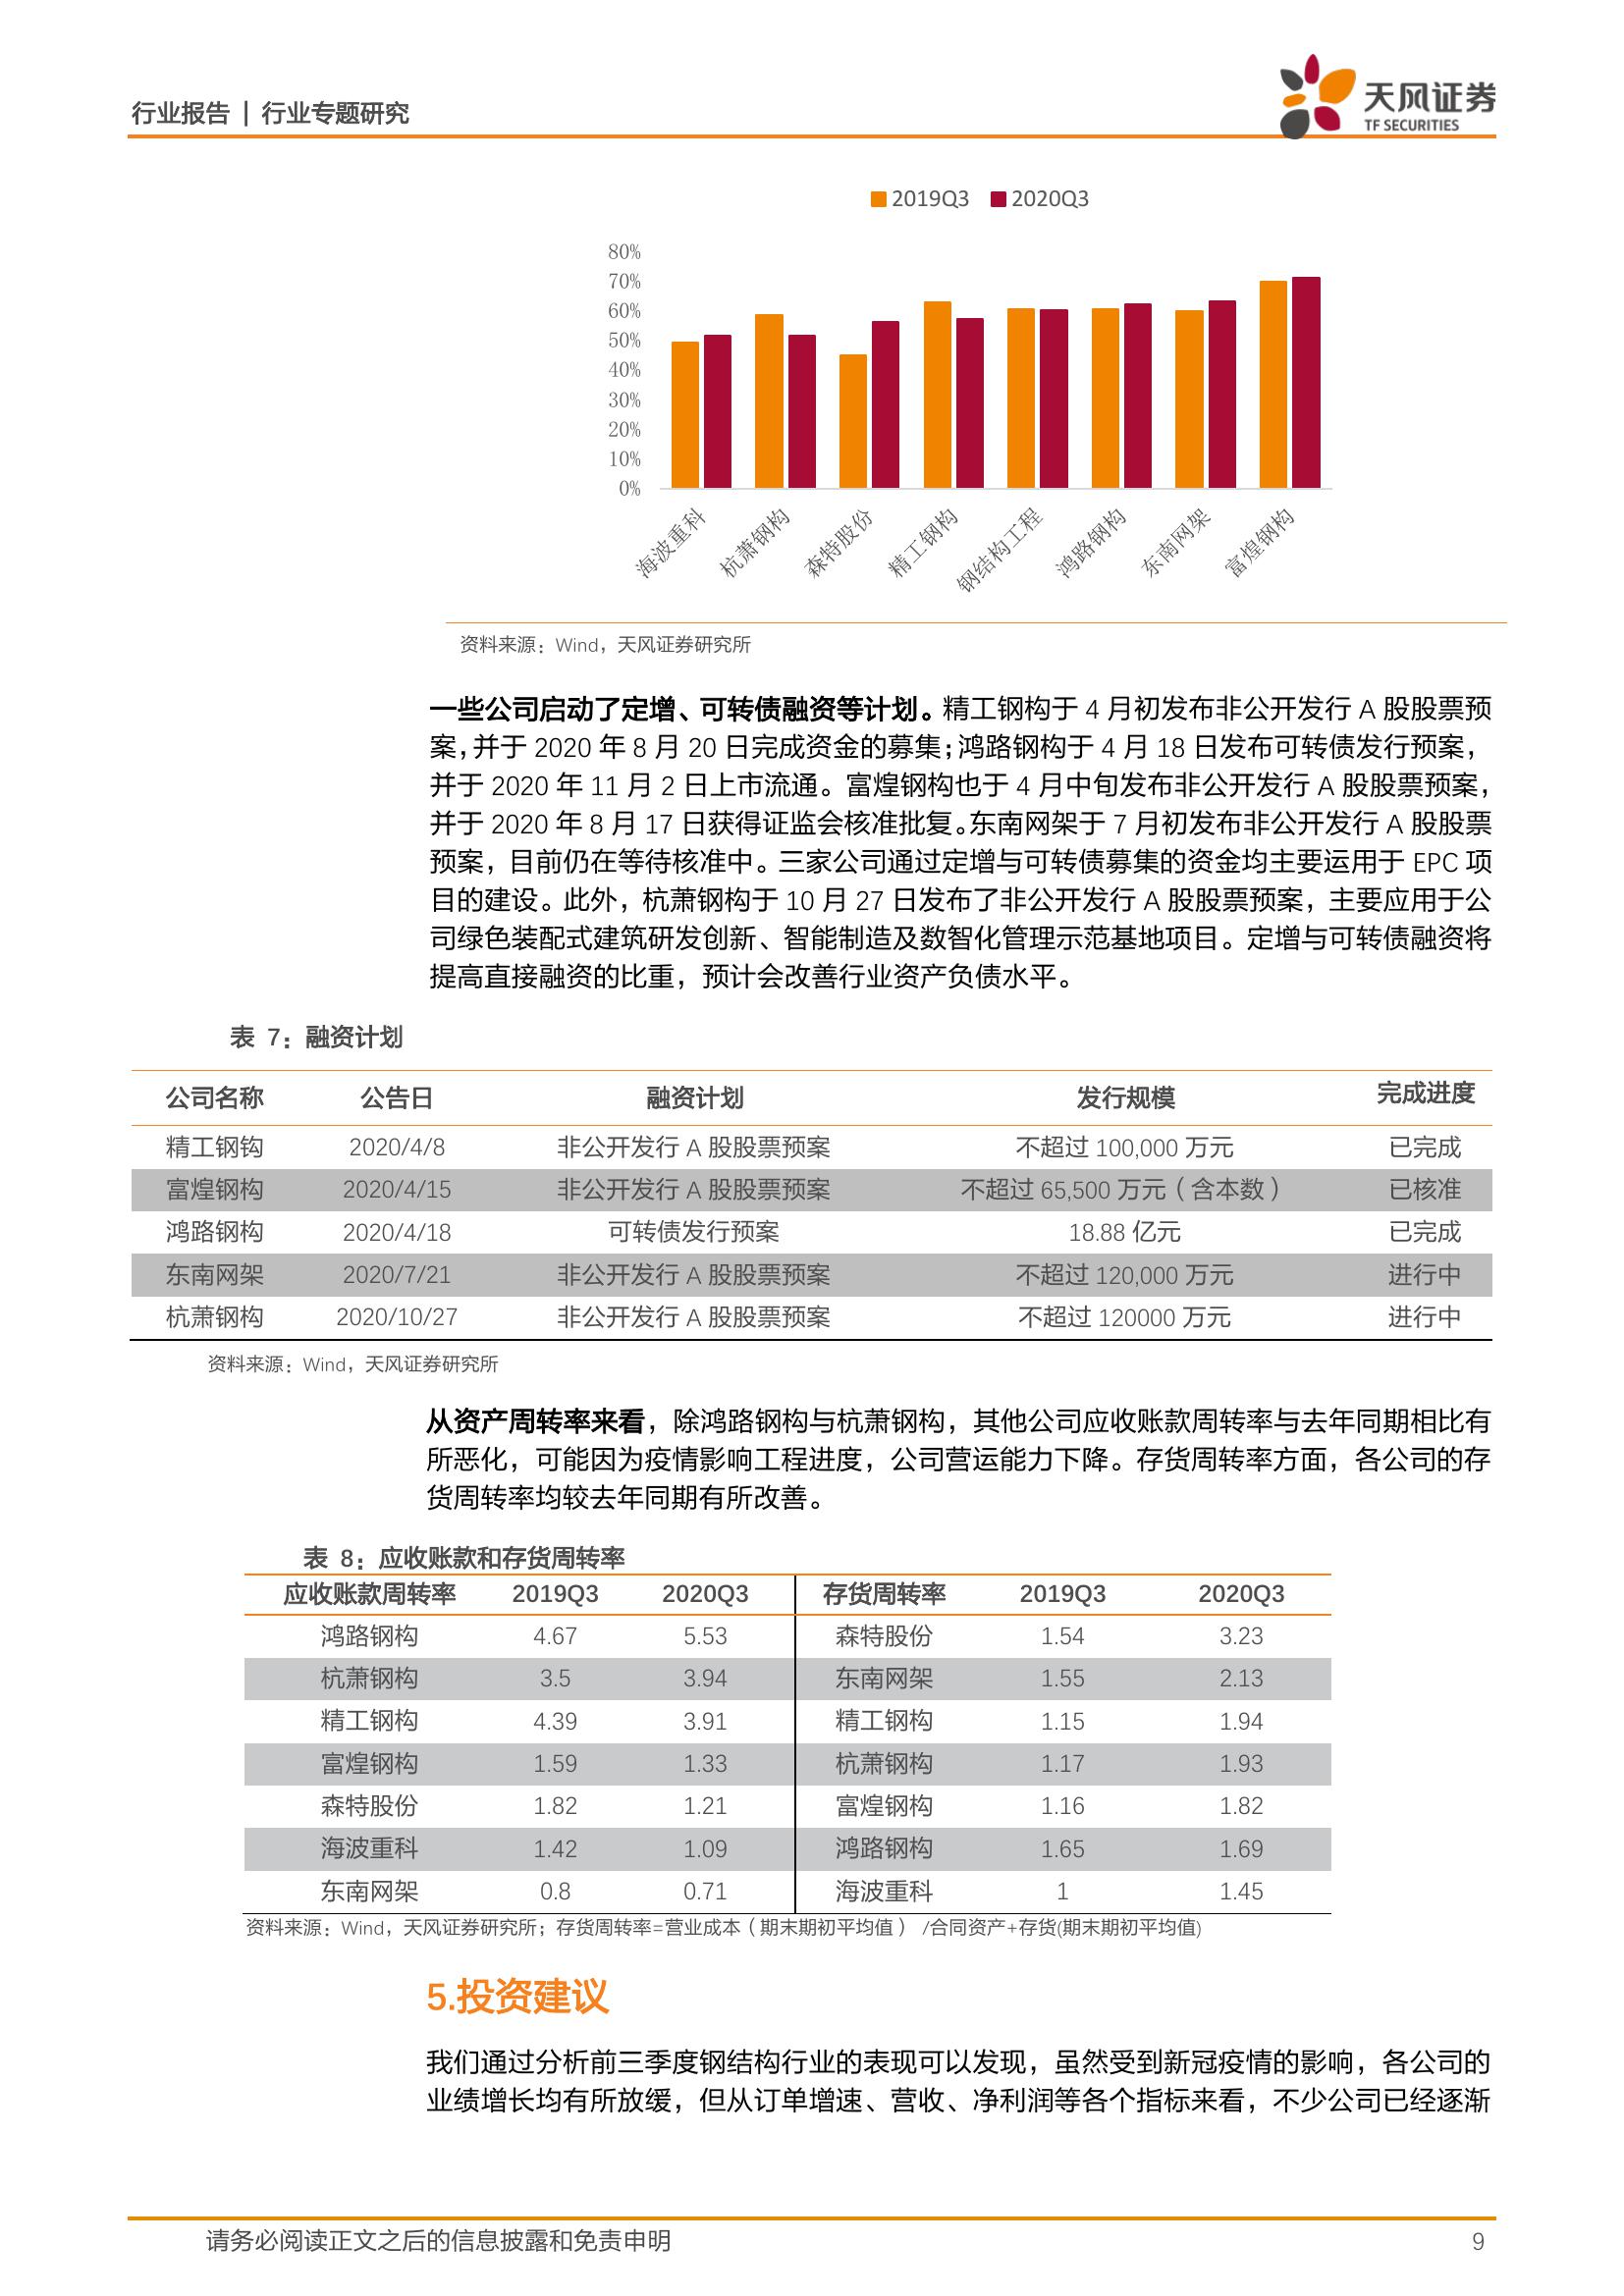 行业报告 | 行业专题研究
天风证券
TF SECURITIES
2019Q3 2020Q3
80%
70%
60%
50%
40%
30%
20%
10%
0%
海波重科 杭萧钢构 森特股份 精工钢构 钢结构工程 鸿路钢构 东南网架 富煌钢构
资料来源：Wind，天风证券研究所
一些公司启动了定增、可转债融资等计划。精工钢构于 4 月初发布非公开发行 A 股股票预
案，并于 2020 年 8 月 20 日完成资金的募集；鸿路钢构于 4 月 18 日发布可转债发行预案，
并于 2020 年 11 月 2 日上市流通。富煌钢构也于 4 月中旬发布非公开发行 A 股股票预案，
并于 2020 年 8 月 17 日获得证监会核准批复。东南网架于 7 月初发布非公开发行 A 股股票
预案，目前仍在等待核准中。三家公司通过定增与可转债募集的资金均主要运用于 EPC 项
目的建设。此外，杭萧钢构于 10 月 27 日发布了非公开发行 A 股股票预案，主要应用于公
司绿色装配式建筑研发创新、智能制造及数智化管理示范基地项目。定增与可转债融资将
提高直接融资的比重，预计会改善行业资产负债水平。
表 7：融资计划
公司名称 公告日 融资计划 发行规模 完成进度
精工钢钩 2020/4/8 非公开发行 A 股股票预案 不超过 100,000 万元 已完成
富煌钢构 2020/4/15 非公开发行 A 股股票预案 不超过 65,500 万元（含本数） 已核准
鸿路钢构 2020/4/18 可转债发行预案 18.88 亿元 已完成
东南网架 2020/7/21 非公开发行 A 股股票预案 不超过 120,000 万元 进行中
杭萧钢构 2020/10/27 非公开发行 A 股股票预案 不超过 120000 万元 进行中
资料来源：Wind，天风证券研究所
从资产周转率来看，除鸿路钢构与杭萧钢构，其他公司应收账款周转率与去年同期相比有
所恶化，可能因为疫情影响工程进度，公司营运能力下降。存货周转率方面，各公司的存
货周转率均较去年同期有所改善。
表 8：应收账款和存货周转率
应收账款周转率 2019Q3 2020Q3 存货周转率 2019Q3 2020Q3
鸿路钢构 4.67 5.53 森特股份 1.54 3.23
杭萧钢构 3.5 3.94 东南网架 1.55 2.13
精工钢构 4.39 3.91 精工钢构 1.15 1.94
富煌钢构 1.59 1.33 杭萧钢构 1.17 1.93
森特股份 1.82 1.21 富煌钢构 1.16 1.82
海波重科 1.42 1.09 鸿路钢构 1.65 1.69
东南网架 0.8 0.71 海波重科 1 1.45
资料来源：Wind，天风证券研究所；存货周转率=营业成本（期末期初平均值） /合同资产+存货(期末期初平均值)
5.投资建议
我们通过分析前三季度钢结构行业的表现可以发现，虽然受到新冠疫情的影响，各公司的
业绩增长均有所放缓，但从订单增速、营收、净利润等各个指标来看，不少公司已经逐渐
请务必阅读正文之后的信息披露和免责申明 9